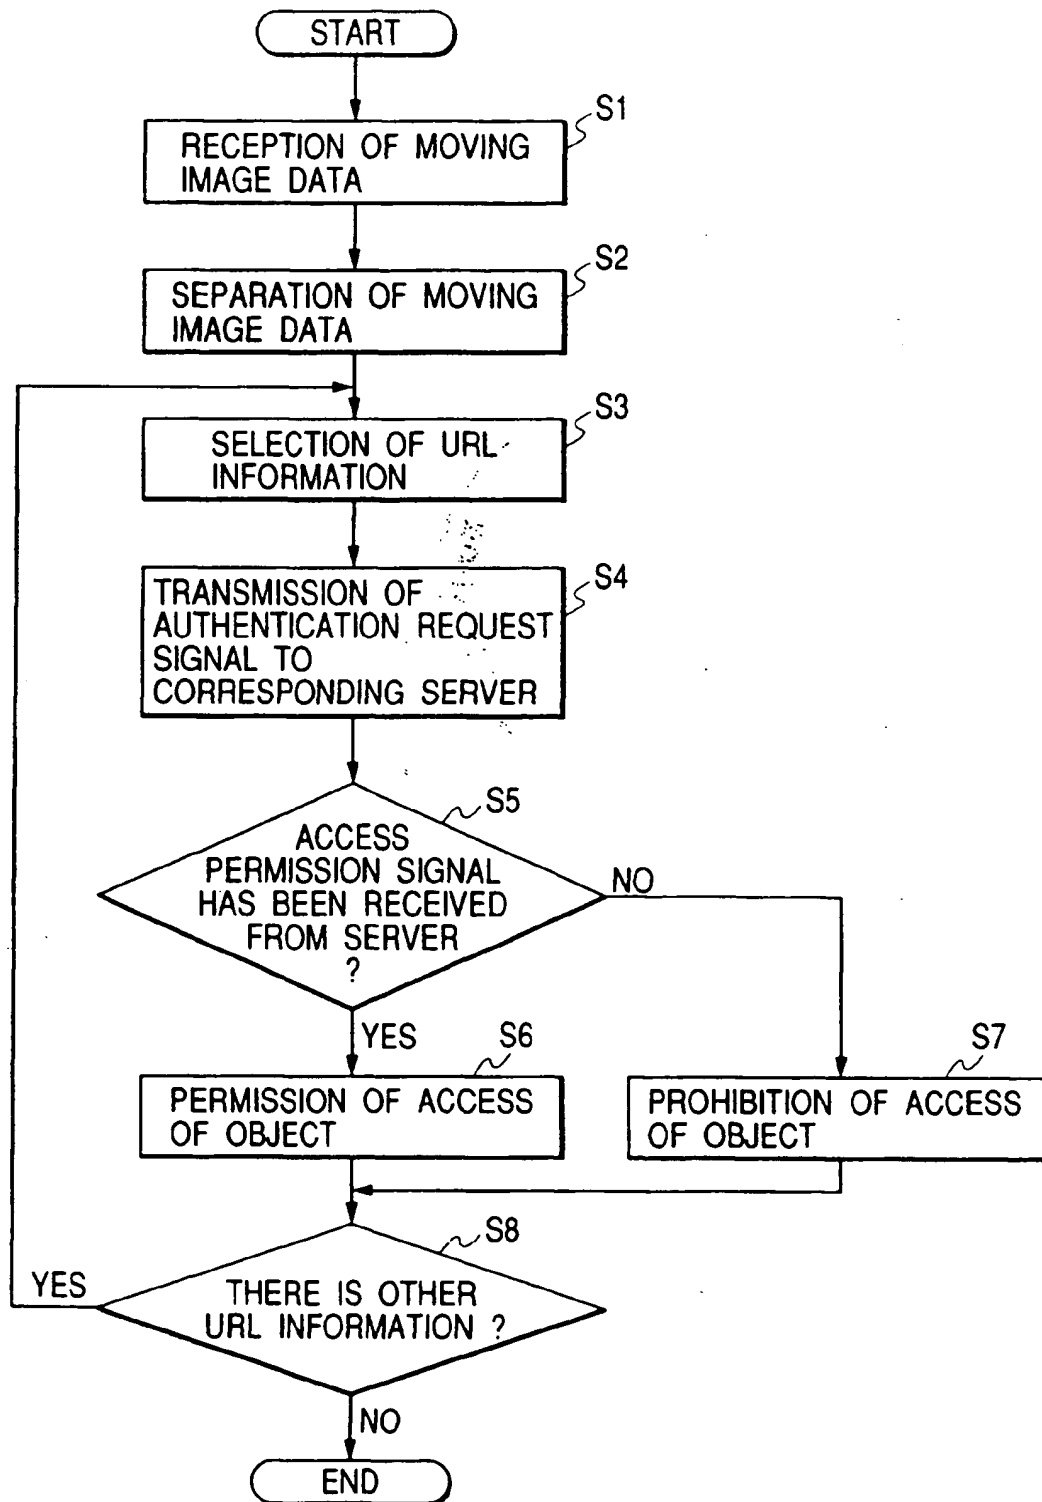 START
S1
RECEPTION OF MOVING
IMAGE DATA
S2
SEPARATION OF MOVING
IMAGE DATA
S3
SELECTION OF URL
INFORMATION
S4
TRANSMISSION OF
AUTHENTICATION REQUEST
SIGNAL TO
CORRESPONDING SERVER
S5
ACCESS
PERMISSION SIGNAL
HAS BEEN RECEIVED
FROM SERVER
?
NO
YES
S6
PERMISSION OF ACCESS
OF OBJECT
S7
PROHIBITION OF ACCESS
OF OBJECT
S8
THERE IS OTHER
URL INFORMATION ?
YES
NO
END